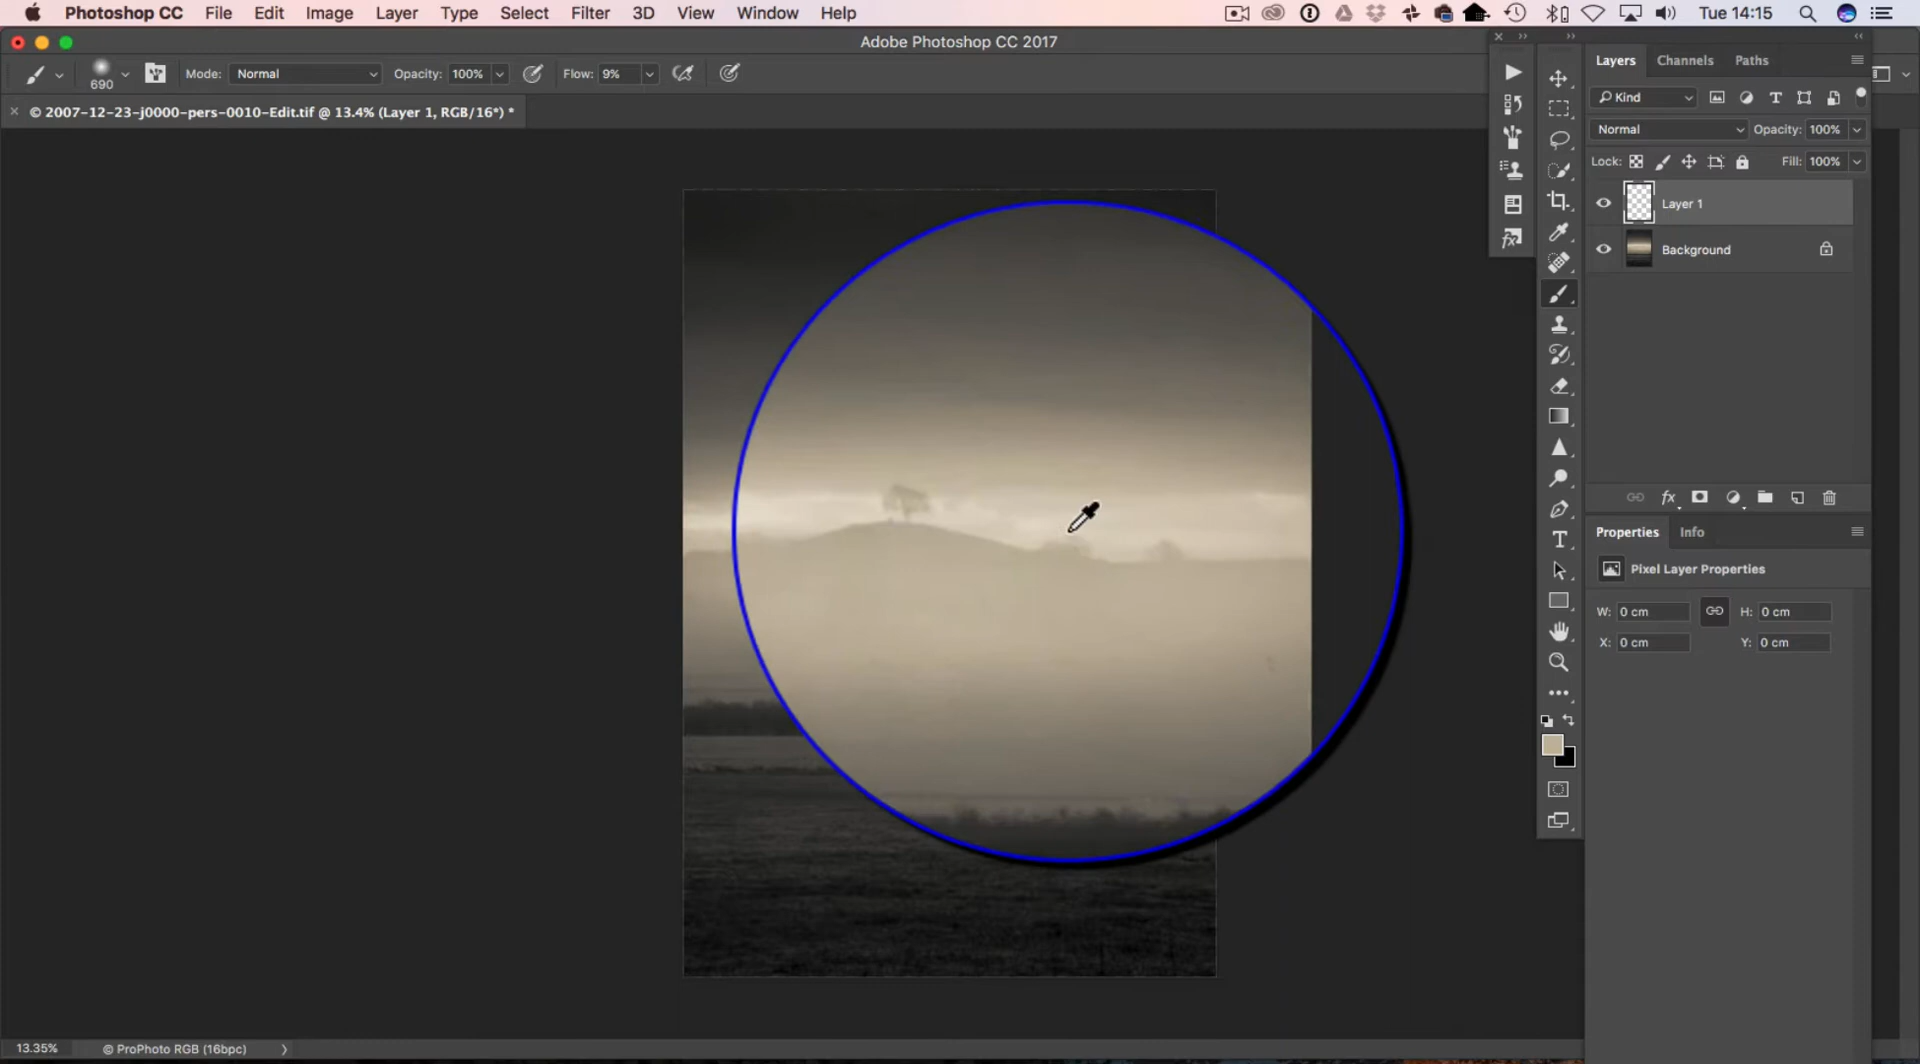 Photoshop CC File Edit Image Layer Type Select Filter 3D View Window Help Tue 14:15
Adobe Photoshop CC 2017
690 Mode: Normal Opacity: 100% Flow: 9%
© 2007-12-23-j0000-pers-0010-Edit.tif @ 13.4% (Layer 1, RGB/16*) *
Layers Channels Paths
Kind
Normal Opacity: 100%
Lock: Fill: 100%
Layer 1
Background
fx
Properties Info
Pixel Layer Properties
W: 0 cm H: 0 cm
X: 0 cm Y: 0 cm
13.35% © ProPhoto RGB (16bpc)